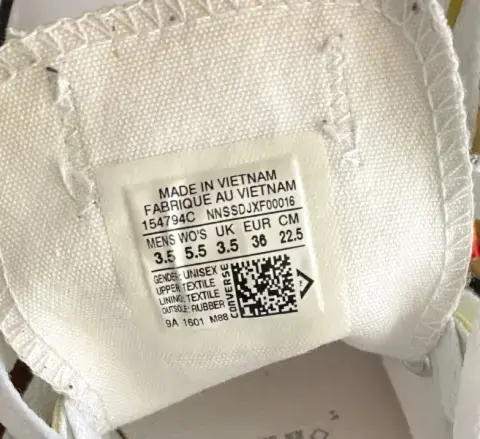 MADE IN VIETNAM
FABRIQUE AU VIETNAM
154794C NNSSDJXF00016
MENS WO'S UK EUR CM
3.5 5.5 3.5 36 22.5
GENDER: UNISEX
UPPER: TEXTILE
LINING: TEXTILE
OUTSOLE: RUBBER
9A 1601 M88
CONVERSE